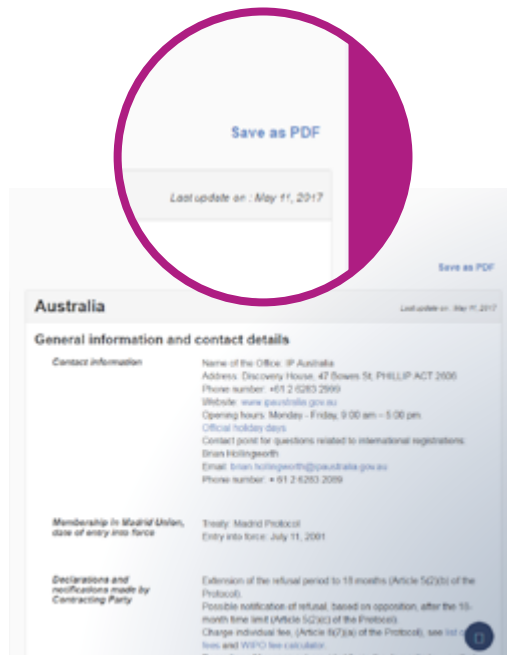 Save as PDF
Last update on : May 11, 2017
Save as PDF
Australia
Last update on : May 11, 2017
General information and contact details
Contact information
Name of the Office: IP Australia
Address: Discovery House, 47 Bowes St, PHILLIP ACT 2606
Phone number: +61 2 6283 2999
Website: www.ipaustralia.gov.au
Opening hours: Monday - Friday, 9:00 am – 5:00 pm
Official holiday days
Contact point for questions related to international registrations:
Brian Hollingworth
Email: brian.hollingworth@ipaustralia.gov.au
Phone number: + 61 2 6283 2089
Membership in Madrid Union,
date of entry into force
Treaty: Madrid Protocol
Entry into force: July 11, 2001
Declarations and
notifications made by
Contracting Party
Extension of the refusal period to 18 months (Article 5(2)(b) of the
Protocol).
Possible notification of refusal, based on opposition, after the 18-
month time limit (Article 5(2)(c) of the Protocol).
Charge individual fee, (Article 8(7)(a) of the Protocol), see list
fees and WIPO fee calculator.